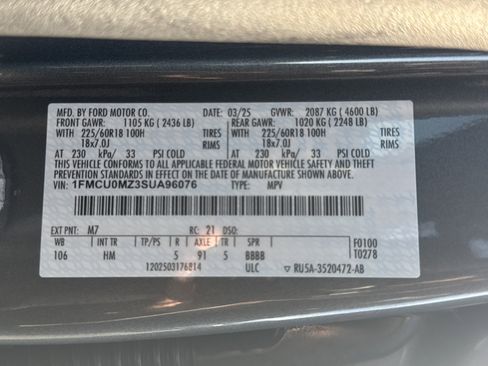 MFD. BY FORD MOTOR CO. 03/25 GVWR: 2087 KG ( 4600 LB)
FRONT GAWR: 1105 KG ( 2436 LB) REAR GAWR: 1020 KG ( 2248 LB)
WITH 225/60R18 100H TIRES WITH 225/60R18 100H TIRES
18x7.0J RIMS 18x7.0J RIMS
AT 230 kPa/ 33 PSI COLD AT 230 kPa/ 33 PSI COLD
THIS VEHICLE CONFORMS TO ALL APPLICABLE FEDERAL MOTOR VEHICLE SAFETY AND
THEFT PREVENTION STANDARDS IN EFFECT ON THE DATE OF MANUFACTURE SHOWN ABOVE.
VIN: 1FMCU0MZ3SUA96076 TYPE: MPV
EXT PNT: M7 RC: 21 DSO:
WB INT TR TP/PS R AXLE TR SPR F0100
106 HM 5 91 5 BBBB T0278
1202503176814 ULC RU5A-3520472-AB